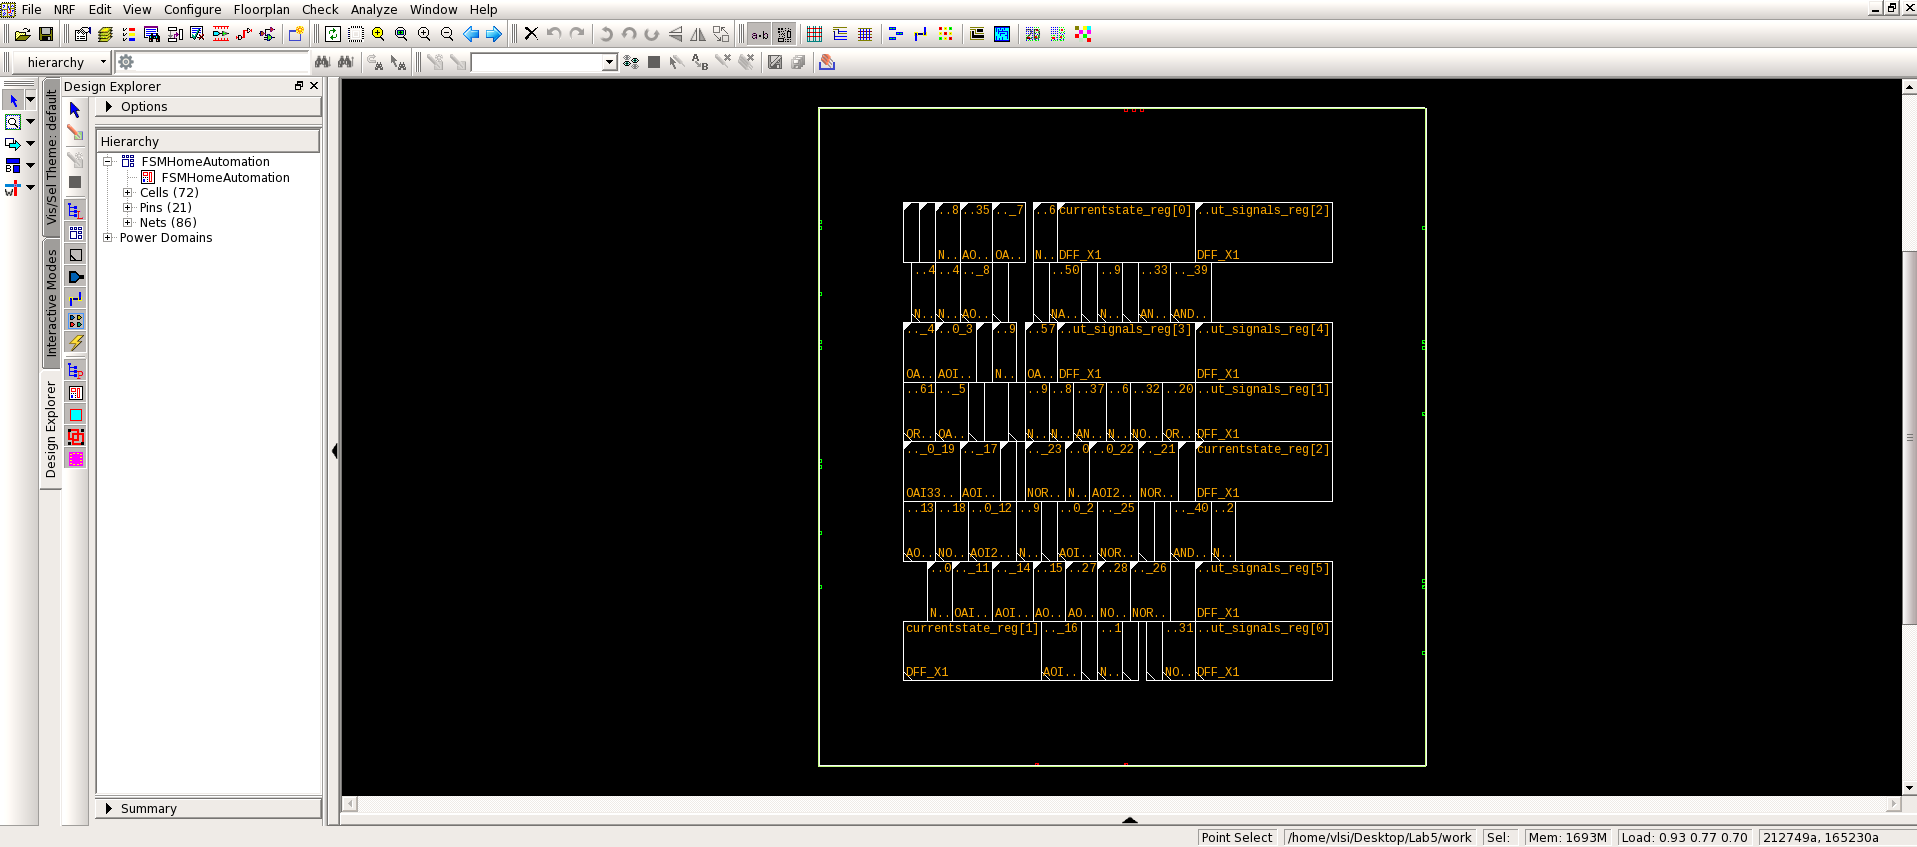 File NRF Edit View Configure Floorplan Check Analyze Window Help
hierarchy
Design Explorer
Options
Hierarchy
FSMHomeAutomation
FSMHomeAutomation
Cells (72)
Pins (21)
Nets (86)
Power Domains
Summary
Vis/Sel Theme: default
Interactive Modes
Design Explorer
..8 ..35 .._7 ..6 currentstate_reg[0] ..ut_signals_reg[2]
N.. AO.. OA.. N.. DFF_X1 DFF_X1
..4 ..4 .._8 ..50 ..9 ..33 .._39
N.. N.. AO.. NA.. N.. AN.. AND..
.._4 ..0_3 ..9 ..57 ..ut_signals_reg[3] ..ut_signals_reg[4]
OA.. AOI.. N.. OA.. DFF_X1 DFF_X1
..61 .._5 ..9 ..8 ..37 ..6 ..32 ..20 ..ut_signals_reg[1]
OR.. OA.. N.. N.. AN.. N.. NO.. OR.. DFF_X1
.._0_19 .._17 .._23 ..0 ..0_22 .._21 currentstate_reg[2]
OAI33.. AOI.. NOR.. N.. AOI2.. NOR.. DFF_X1
..13 ..18 ..0_12 ..9 ..0_2 .._25 .._40 ..2
AO.. NO.. AOI2.. N.. AOI.. NOR.. AND.. N..
..0 .._11 .._14 ..15 ..27 ..28 .._26 ..ut_signals_reg[5]
N.. OAI.. AOI.. AO.. AO.. NO.. NOR.. DFF_X1
currentstate_reg[1] .._16 ..1 ..31 ..ut_signals_reg[0]
DFF_X1 AOI.. N.. NO.. DFF_X1
Point Select /home/vlsi/Desktop/Lab5/work Sel: Mem: 1693M Load: 0.93 0.77 0.70 212749a, 165230a